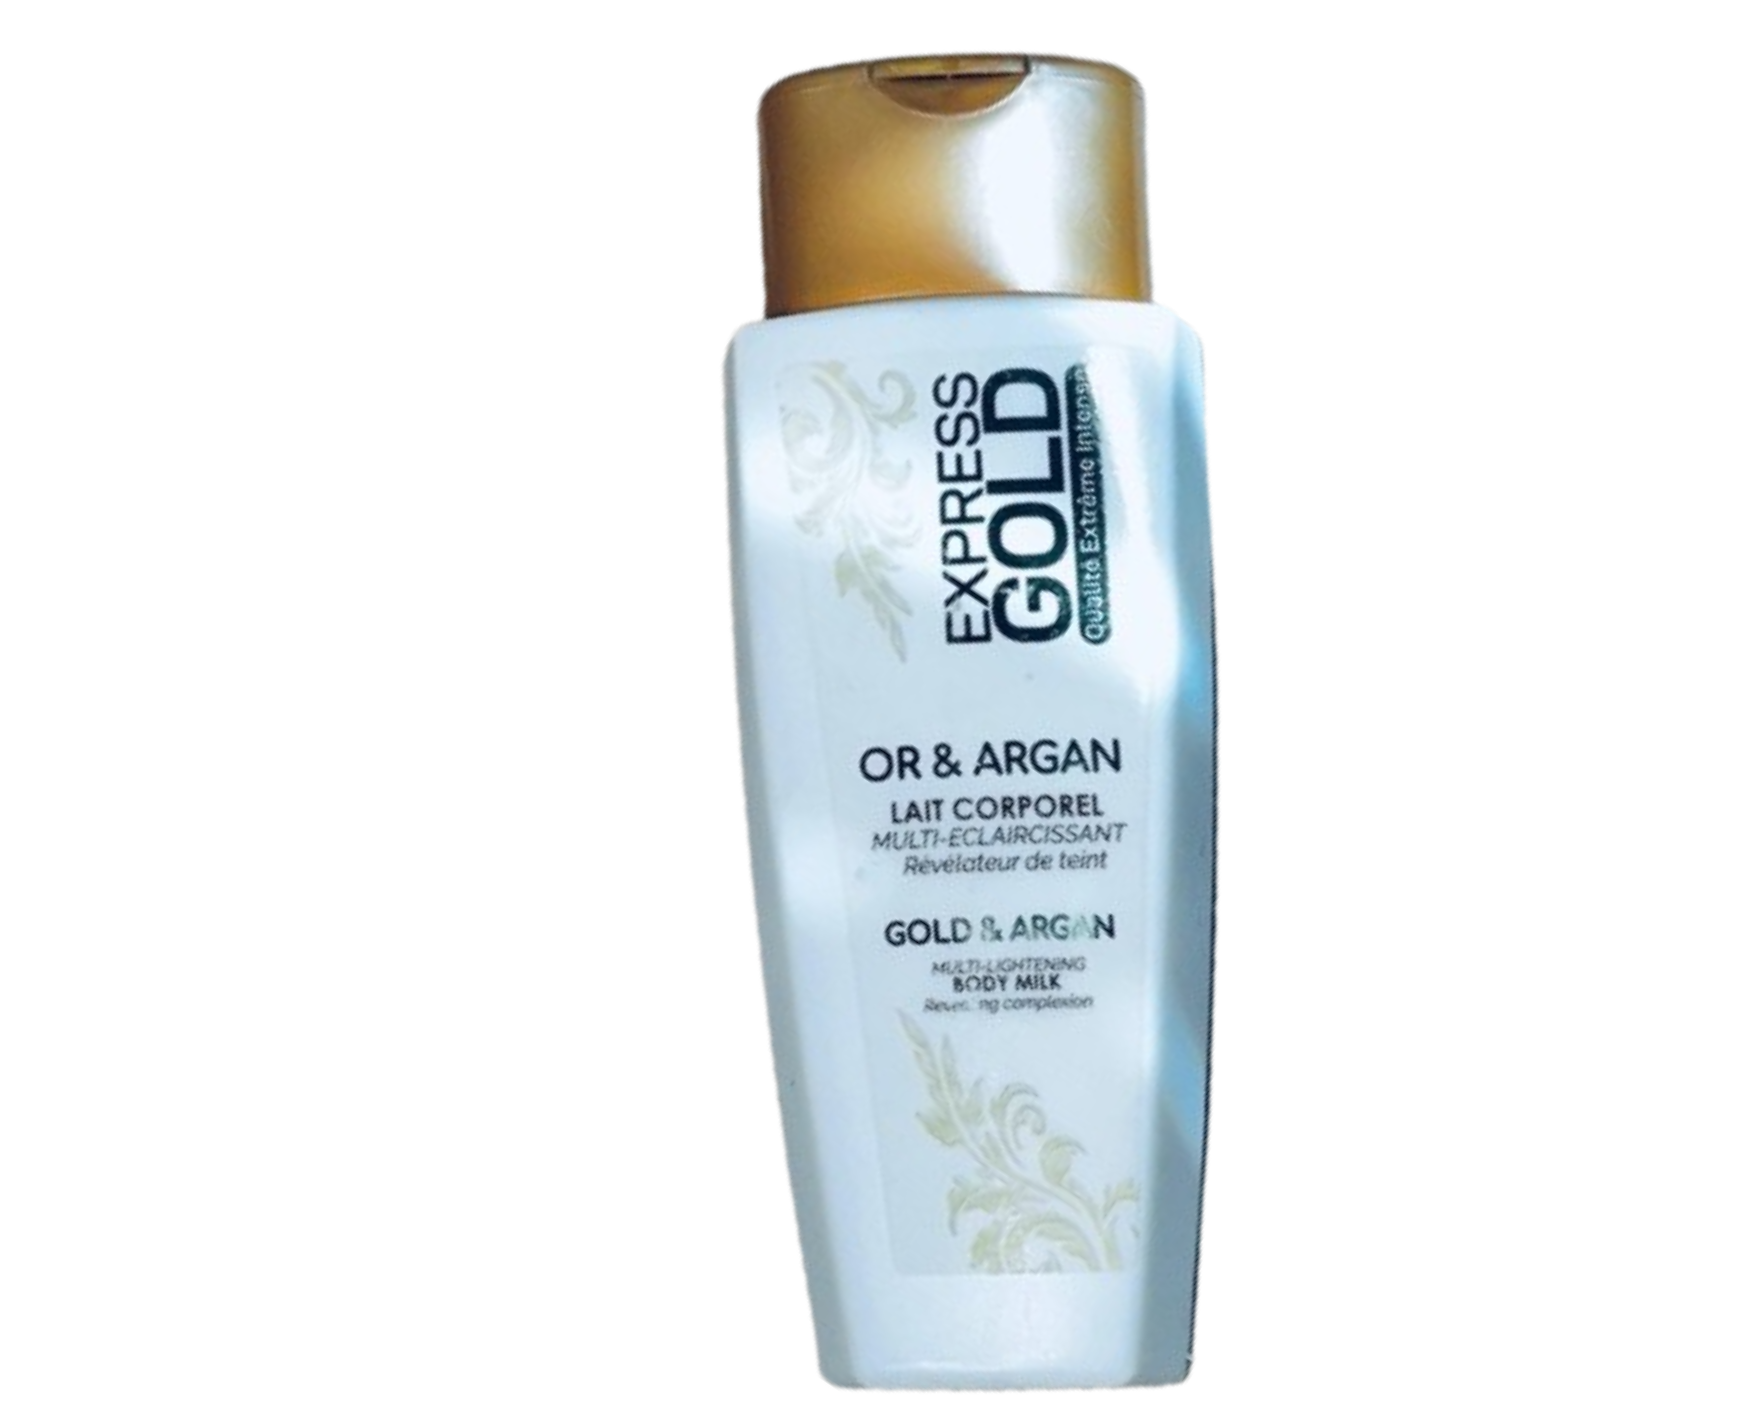 EXPRESS
GOLD
Qualité Extrême Intense
OR & ARGAN
LAIT CORPOREL
MULTI-ECLAIRCISSANT
Révélateur de teint
GOLD & ARGAN
MULTI-LIGHTENING
BODY MILK
complexion